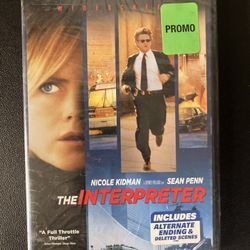 WIDESCREEN
PROMO
NICOLE KIDMAN
SEAN PENN
THE INTERPRETER
"A Full Throttle
Thriller"
INCLUDES
ALTERNATE
ENDING &
DELETED SCENES